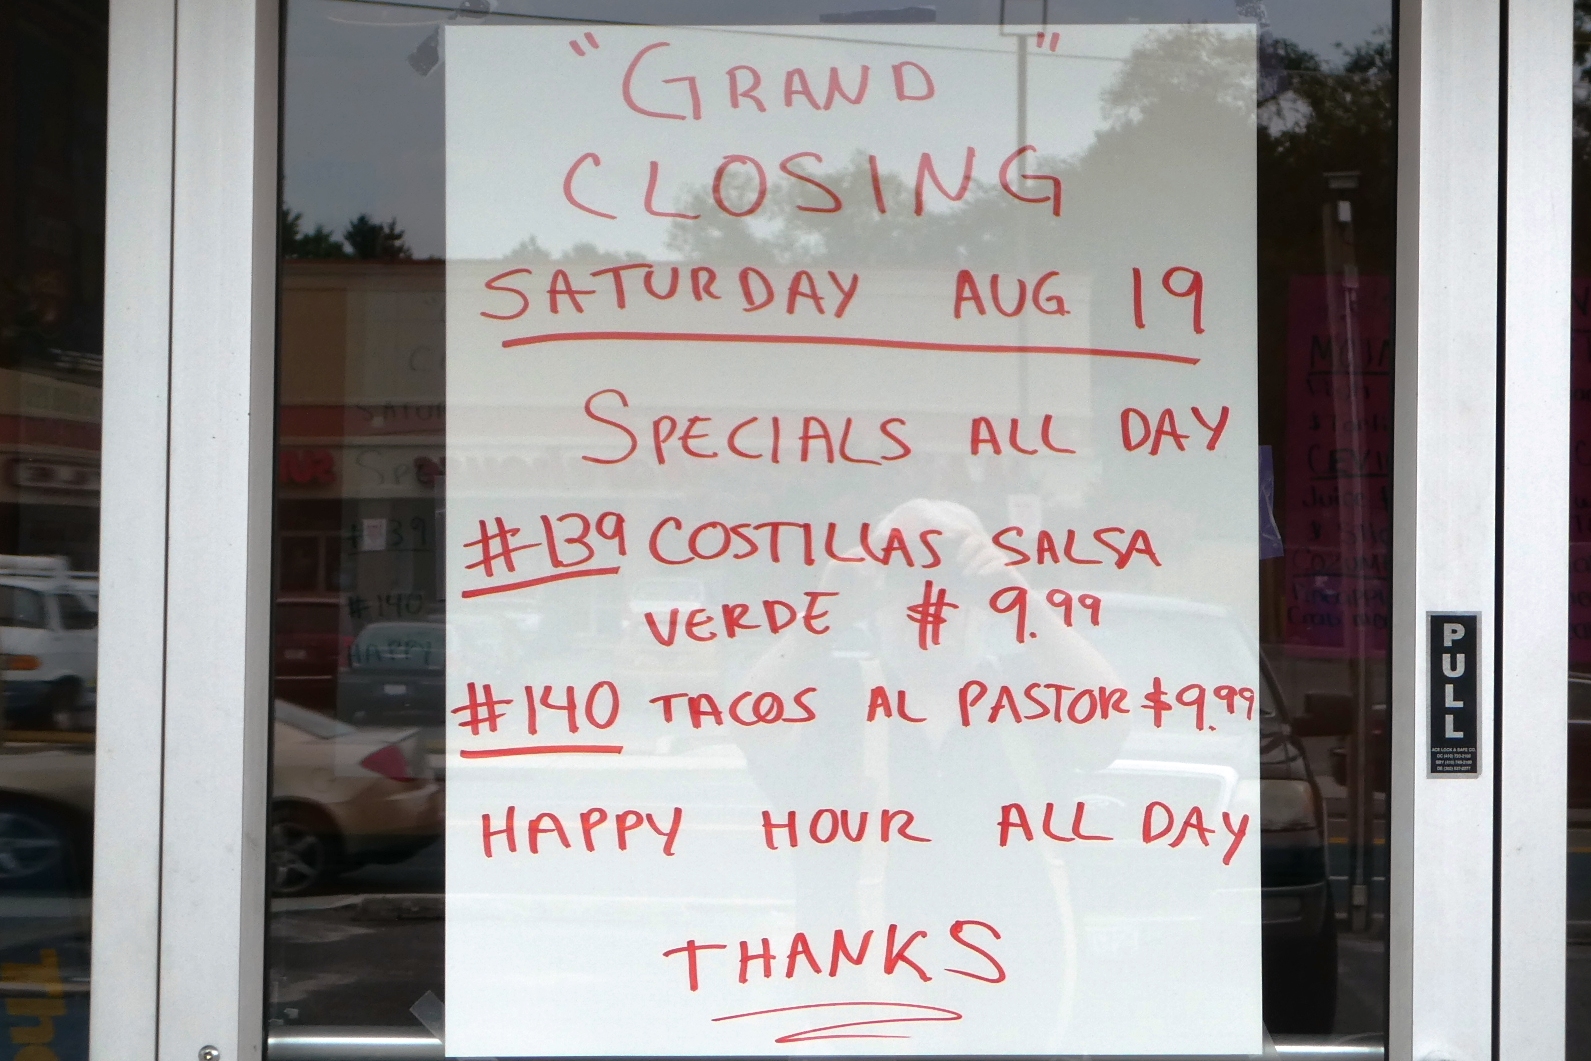 "GRAND"
CLOSING
SATURDAY AUG 19
SPECIALS ALL DAY
#139 COSTILLAS SALSA
VERDE $ 9.99
#140 TACOS AL PASTOR $9.99
HAPPY HOUR ALL DAY
THANKS
PULL